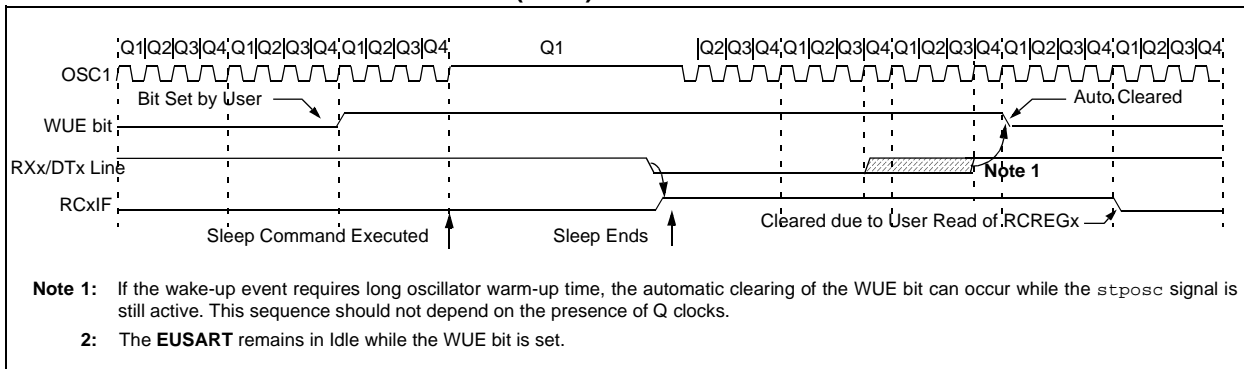 Q1 Q2 Q3 Q4 Q1 Q2 Q3 Q4 Q1 Q2 Q3 Q4 Q1 Q2 Q3 Q4 Q1 Q2 Q3 Q4 Q1 Q2 Q3 Q4 Q1 Q2 Q3 Q4 Q1 Q2 Q3 Q4
OSC1
Bit Set by User
Auto Cleared
WUE bit
RXx/DTx Line
Note 1
RCxIF
Cleared due to User Read of RCREGx
Sleep Command Executed
Sleep Ends
Note 1: If the wake-up event requires long oscillator warm-up time, the automatic clearing of the WUE bit can occur while the stposc signal is
still active. This sequence should not depend on the presence of Q clocks.
2: The EUSART remains in Idle while the WUE bit is set.